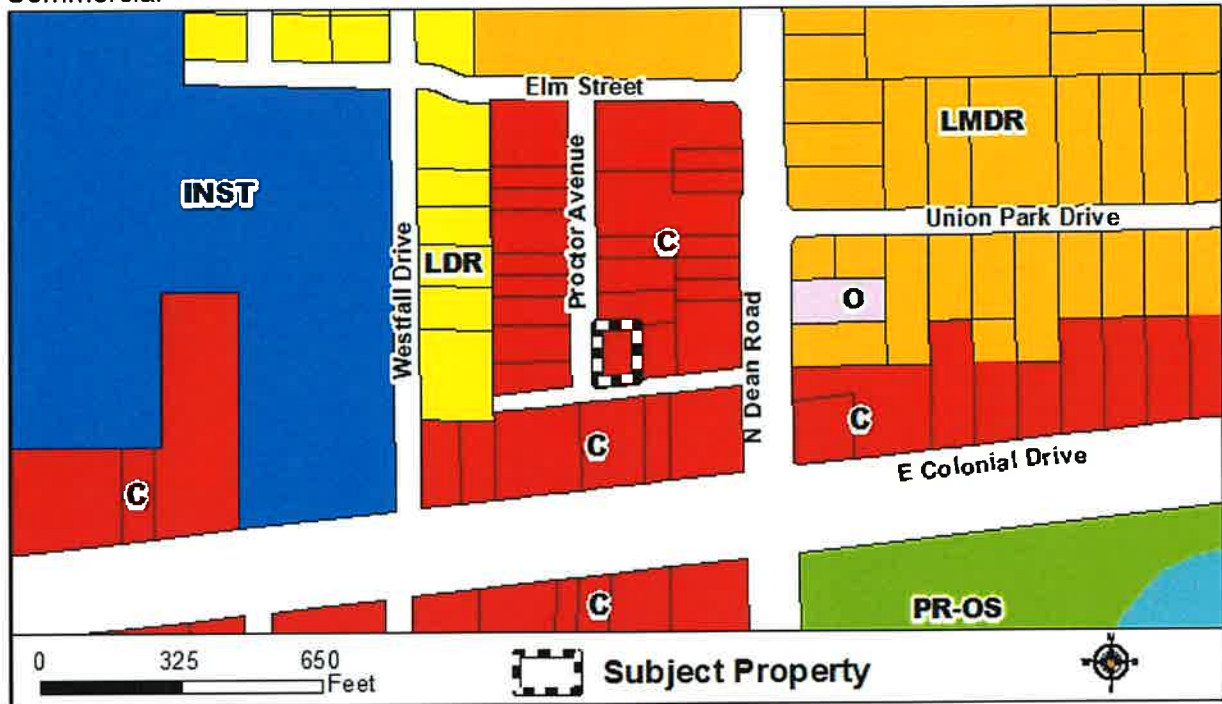 Commercial
Elm Street
LMDR
INST
Proctor Avenue
Union Park Drive
C
LDR
Westfall Drive
O
N Dean Road
C
C
E Colonial Drive
C
C
PR-OS
0 325 650
Feet
Subject Property
N